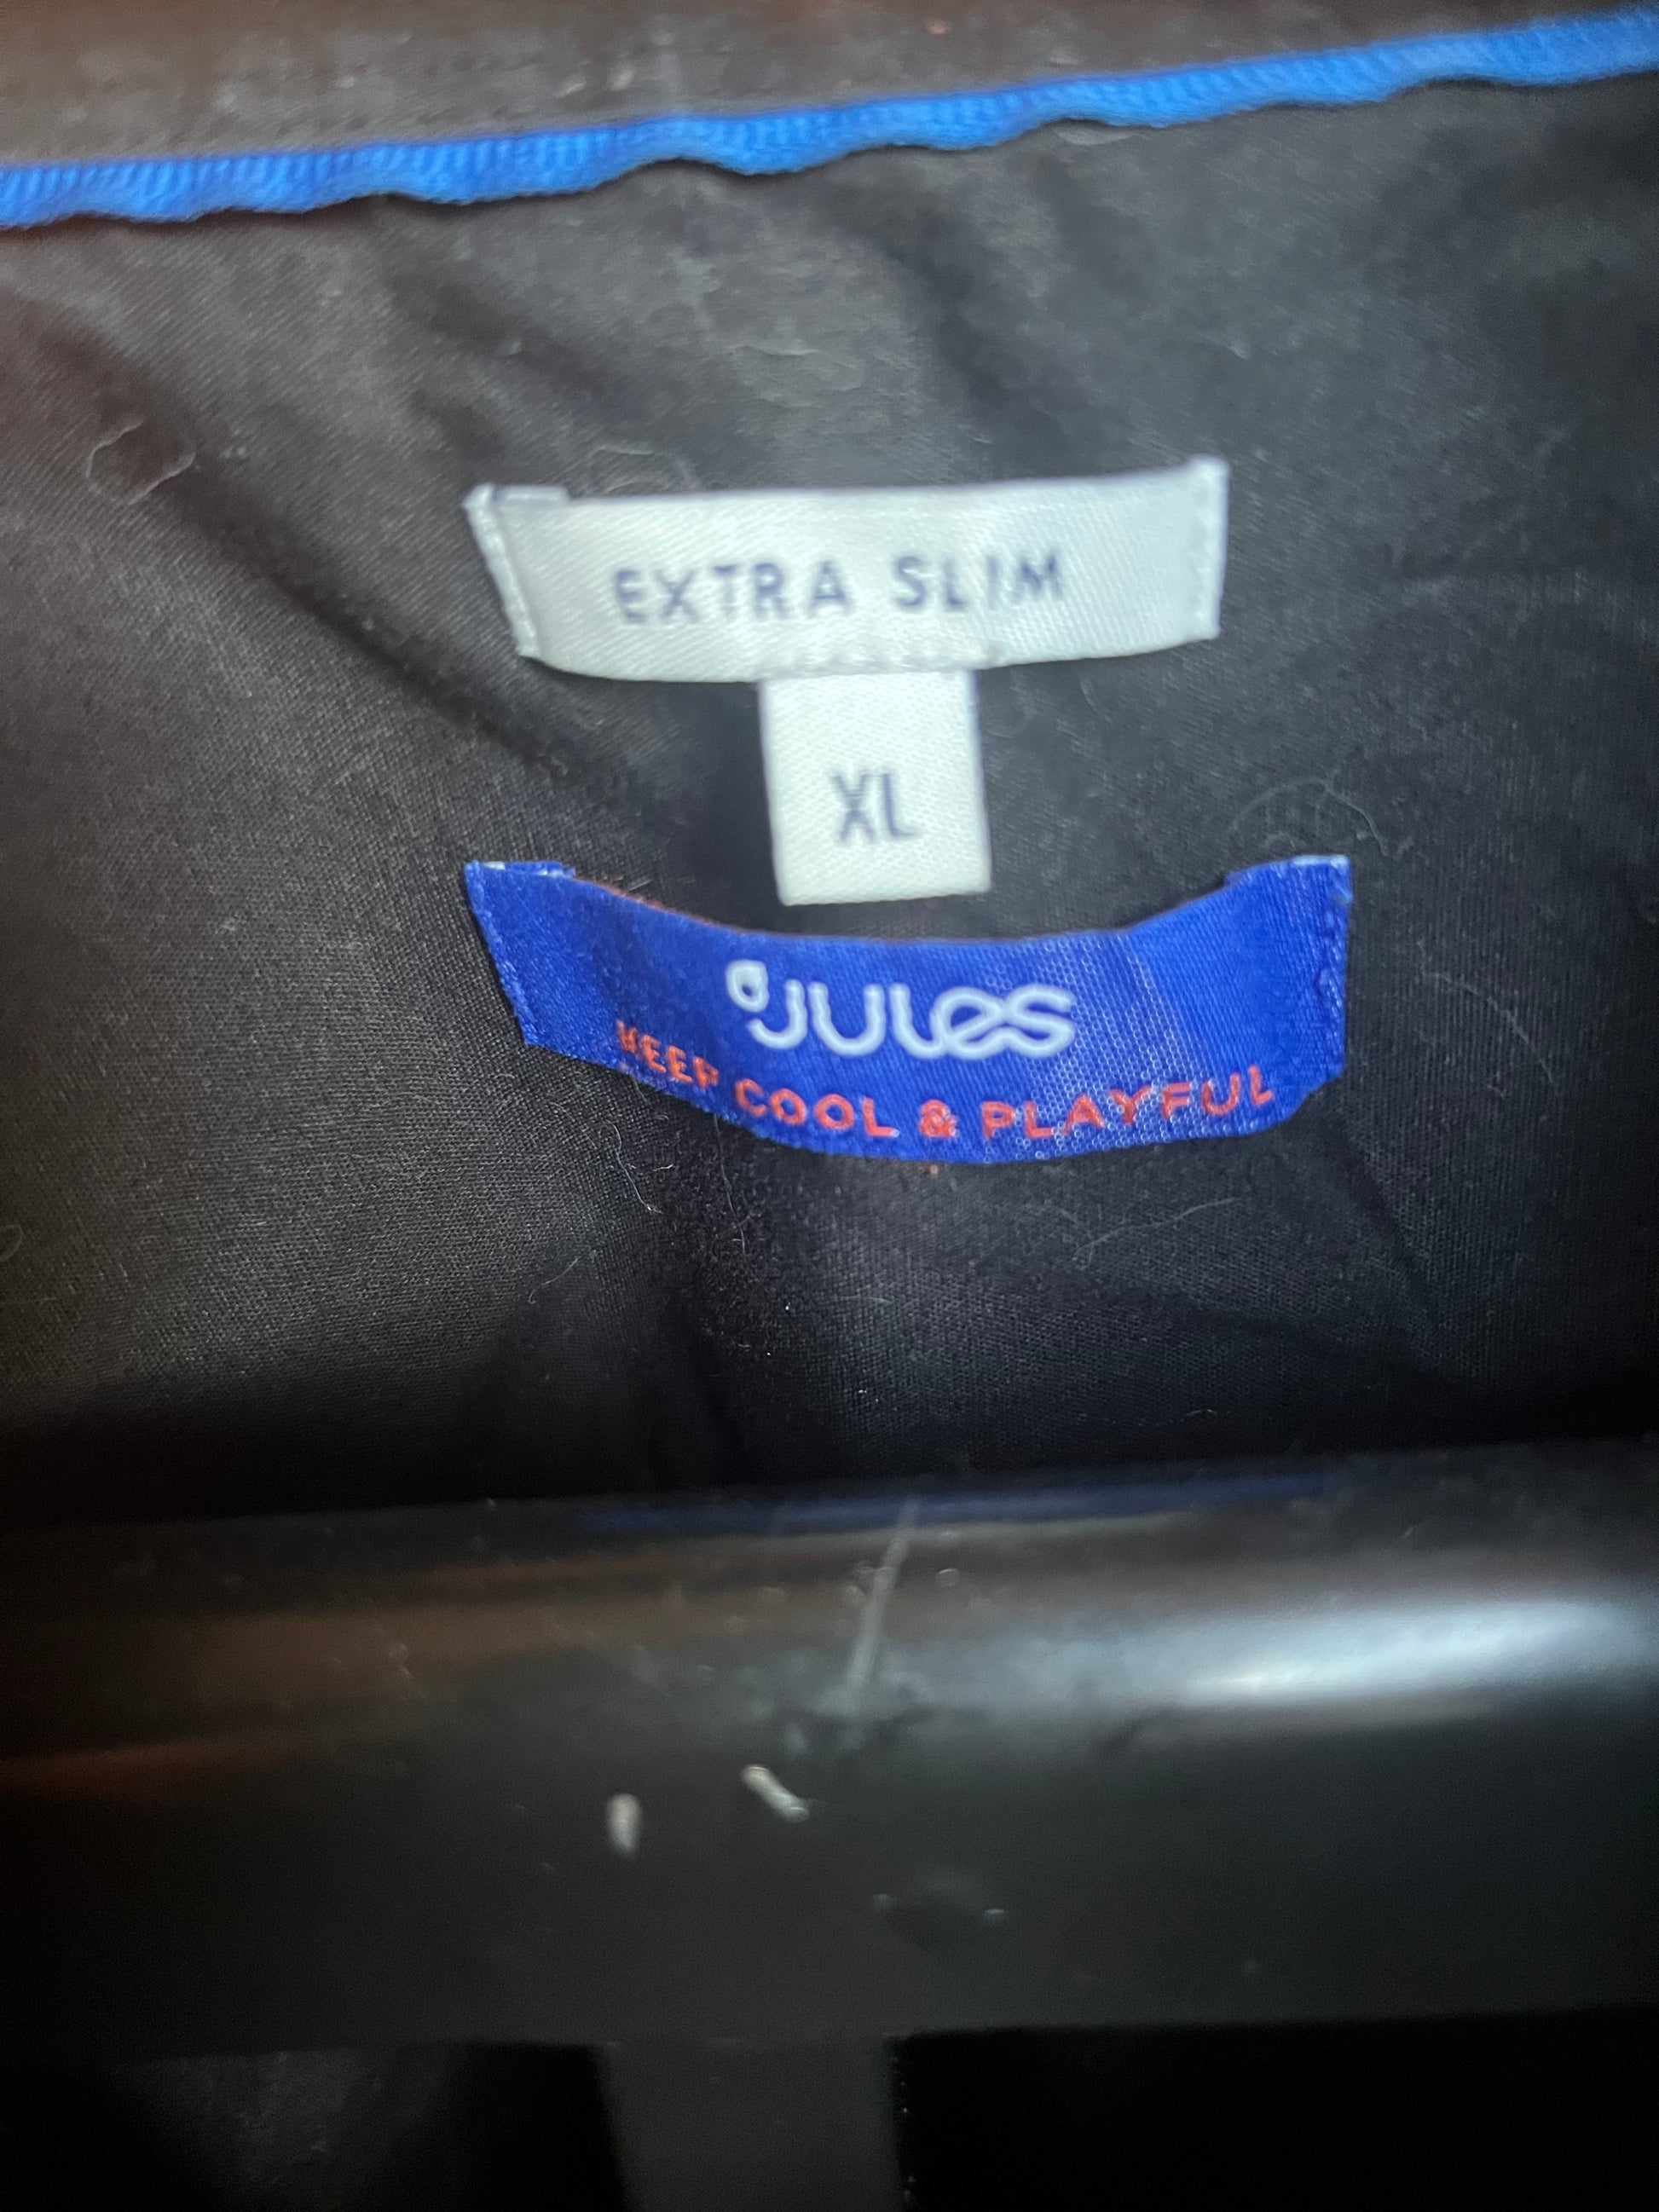 EXTRA SLIM
XL
JULES
KEEP COOL & PLAYFUL